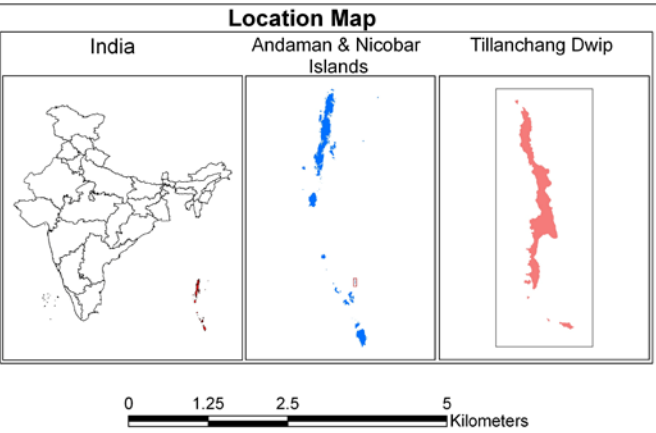 Location Map
India
Andaman & Nicobar
Islands
Tillanchang Dwip
0 1.25 2.5 5
Kilometers